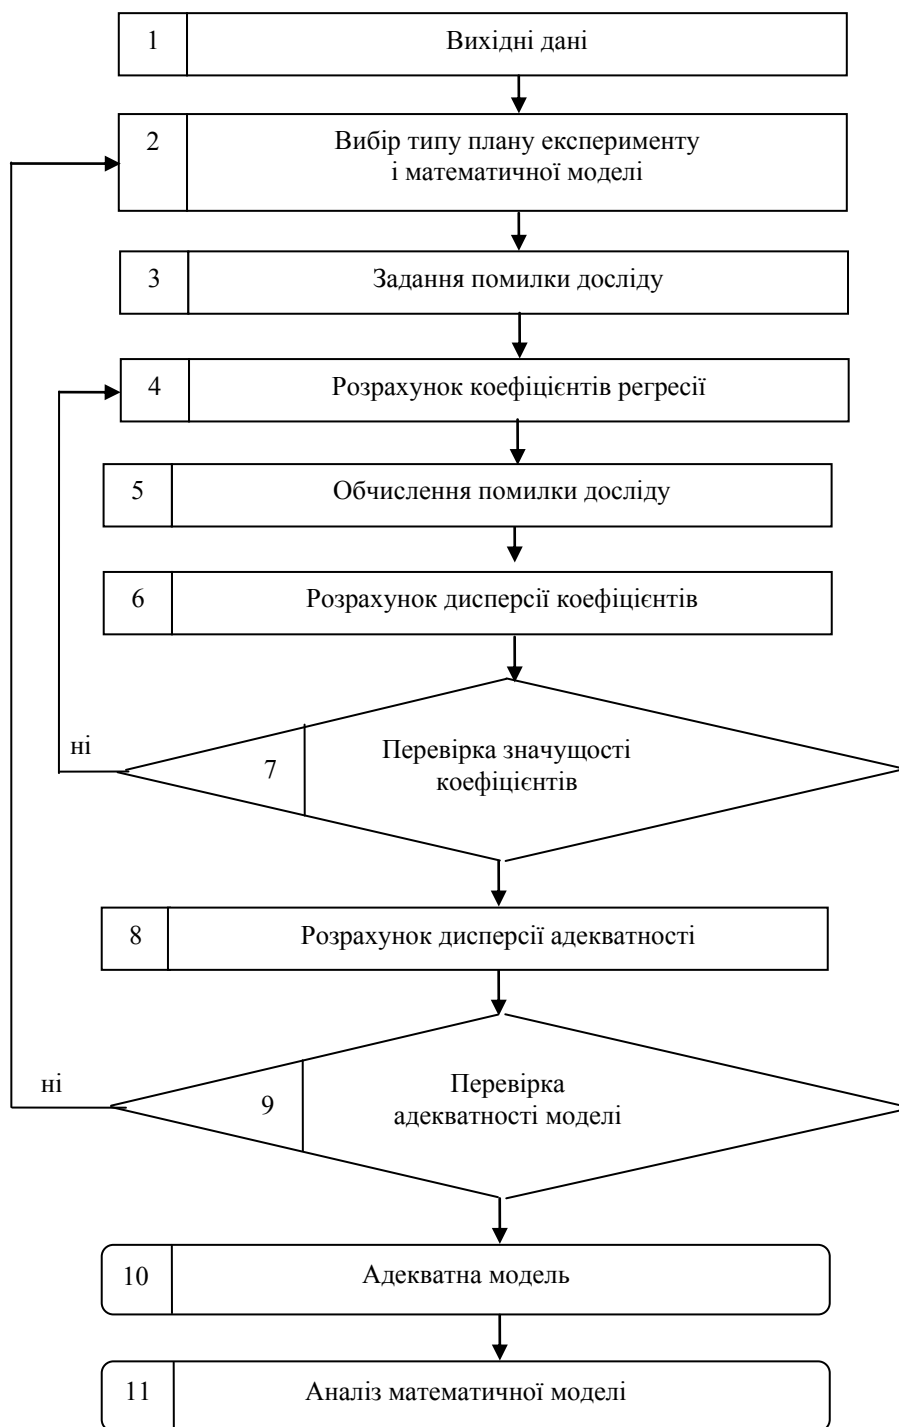 1
Вихідні дані
2
Вибір типу плану експерименту
і математичної моделі
3
Задання помилки досліду
4
Розрахунок коефіцієнтів регресії
5
Обчислення помилки досліду
6
Розрахунок дисперсії коефіцієнтів
ні
7
Перевірка значущості
коефіцієнтів
8
Розрахунок дисперсії адекватності
ні
9
Перевірка
адекватності моделі
10
Адекватна модель
11
Аналіз математичної моделі